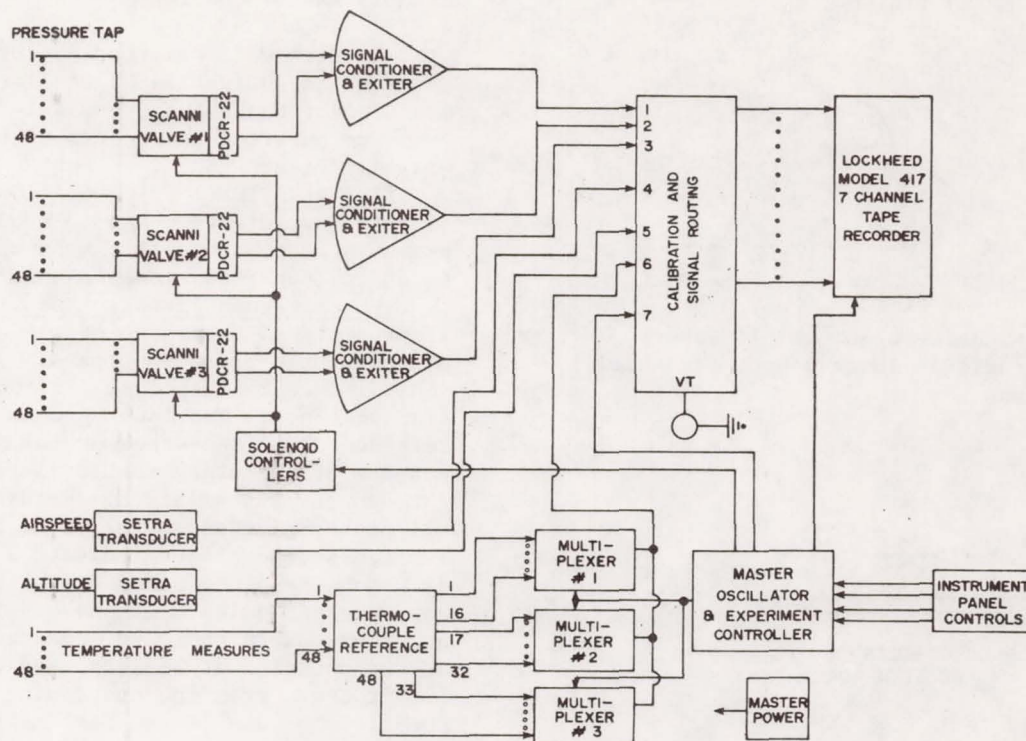 PRESSURE TAP
1
48
SCANNI
VALVE #1
PDCR-22
SIGNAL
CONDITIONER
& EXITER
1
48
SCANNI
VALVE#2
PDCR-22
SIGNAL
CONDITIONER
& EXITER
1
48
SCANNI
VALVE#3
PDCR-22
SIGNAL
CONDITIONER
& EXITER
SOLENOID
CONTROL-
LERS
1
2
3
4
5
6
7
CALIBRATION AND
SIGNAL ROUTING
VT
LOCKHEED
MODEL 417
7 CHANNEL
TAPE
RECORDER
AIRSPEED
SETRA
TRANSDUCER
ALTITUDE
SETRA
TRANSDUCER
1
TEMPERATURE MEASURES
48
1
48
THERMO-
COUPLE
REFERENCE
1
16
17
32
33
48
MULTI-
PLEXER
# 1
MULTI-
PLEXER
#2
MULTI-
PLEXER
# 3
MASTER
OSCILLATOR
& EXPERIMENT
CONTROLLER
INSTRUMENT
PANEL
CONTROLS
MASTER
POWER